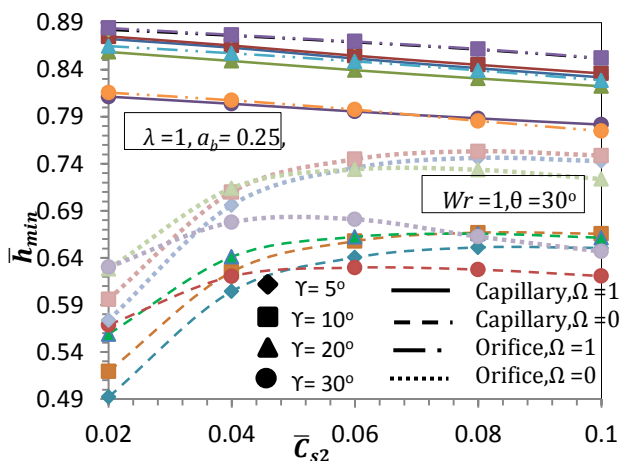 0.89
0.84
0.79
0.74
0.69
0.64
0.59
0.54
0.49
h̅min
λ =1, ab= 0.25,
Wr = 1,θ = 30º
ϒ= 5º
ϒ= 10º
ϒ= 20º
ϒ= 30º
Capillary,Ω =1
Capillary,Ω =0
Orifice,Ω =1
Orifice,Ω =0
0.02 0.04 0.06 0.08 0.1
C̅s2